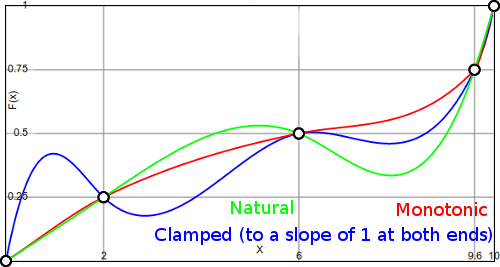 1
0.75
F(x)
0.5
0.25
Natural
Monotonic
Clamped (to a slope of 1 at both ends)
X
2
6
9.6
10